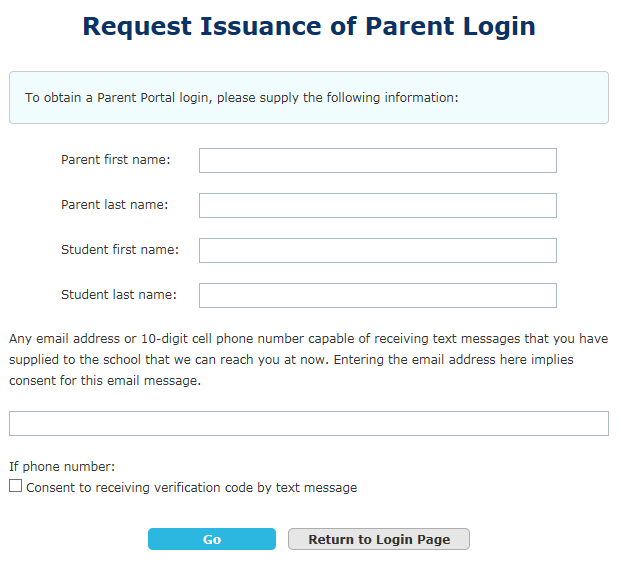 Request Issuance of Parent Login
To obtain a Parent Portal login, please supply the following information:
Parent first name:
Parent last name:
Student first name:
Student last name:
Any email address or 10-digit cell phone number capable of receiving text messages that you have
supplied to the school that we can reach you at now. Entering the email address here implies
consent for this email message.
If phone number:
Consent to receiving verification code by text message
Go Return to Login Page